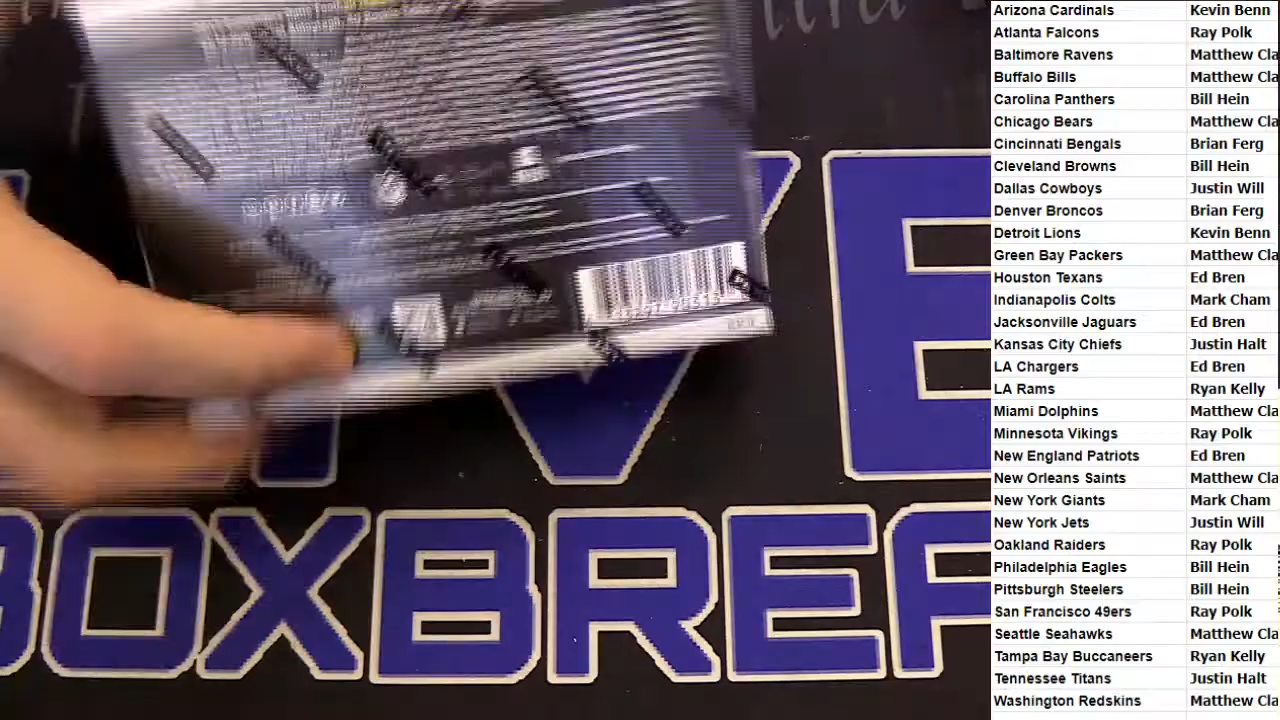 BOXBREA
Arizona Cardinals Kevin Benn
Atlanta Falcons Ray Polk
Baltimore Ravens Matthew Cla
Buffalo Bills Matthew Cla
Carolina Panthers Bill Hein
Chicago Bears Matthew Cla
Cincinnati Bengals Brian Ferg
Cleveland Browns Bill Hein
Dallas Cowboys Justin Will
Denver Broncos Brian Ferg
Detroit Lions Kevin Benn
Green Bay Packers Matthew Cla
Houston Texans Ed Bren
Indianapolis Colts Mark Cham
Jacksonville Jaguars Ed Bren
Kansas City Chiefs Justin Halt
LA Chargers Ed Bren
LA Rams Ryan Kelly
Miami Dolphins Matthew Cla
Minnesota Vikings Ray Polk
New England Patriots Ed Bren
New Orleans Saints Matthew Cla
New York Giants Mark Cham
New York Jets Justin Will
Oakland Raiders Ray Polk
Philadelphia Eagles Bill Hein
Pittsburgh Steelers Bill Hein
San Francisco 49ers Ray Polk
Seattle Seahawks Matthew Cla
Tampa Bay Buccaneers Ryan Kelly
Tennessee Titans Justin Halt
Washington Redskins Matthew Cla